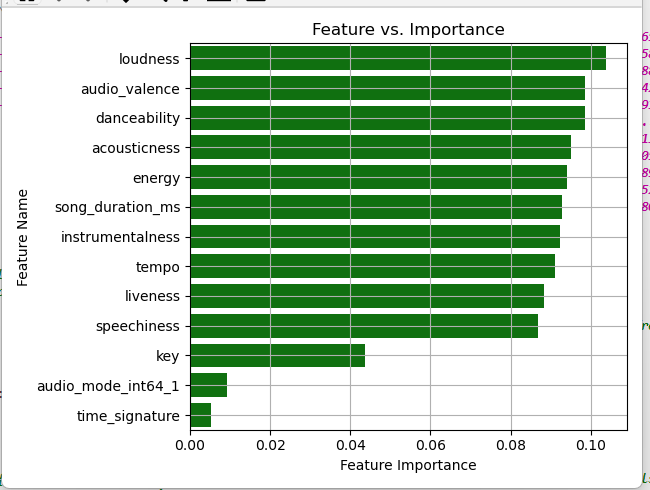 Feature vs. Importance
loudness
audio_valence
danceability
acousticness
energy
song_duration_ms
instrumentalness
tempo
liveness
speechiness
key
audio_mode_int64_1
time_signature
0.00 0.02 0.04 0.06 0.08 0.10
Feature Importance
Feature Name